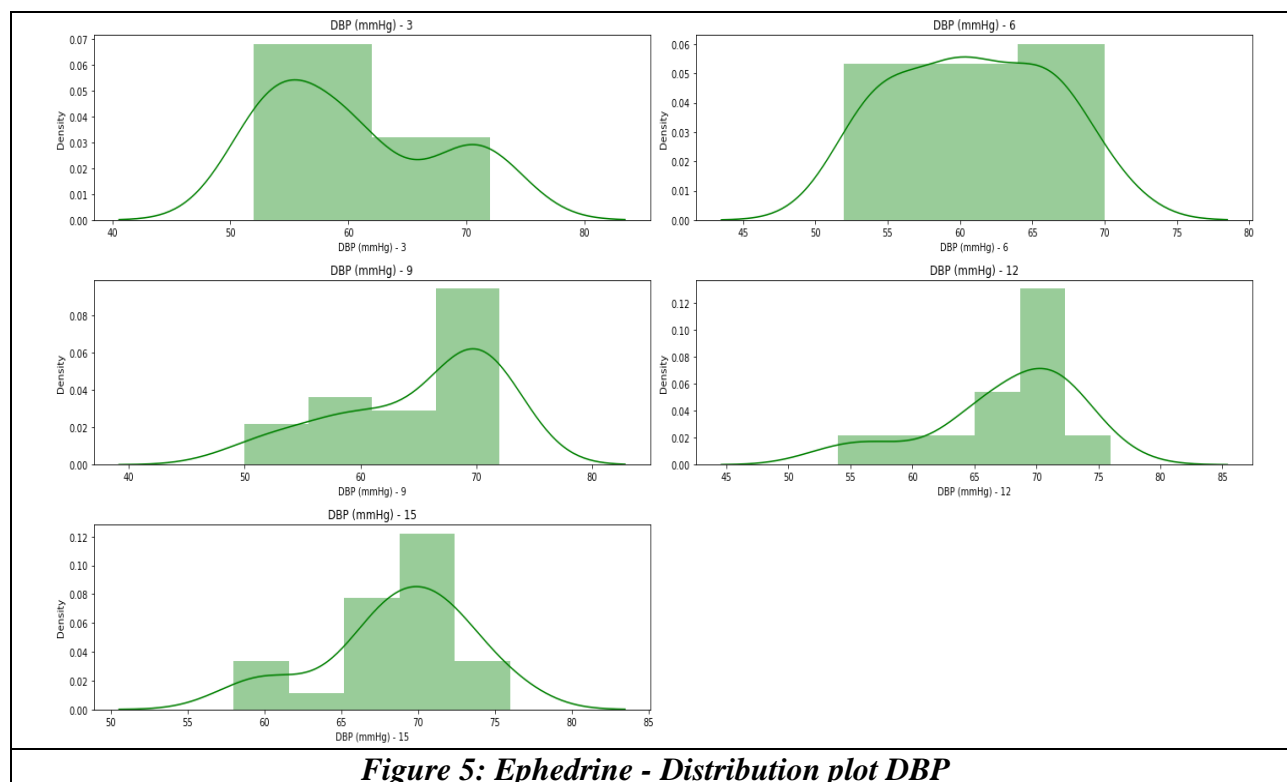 DBP (mmHg) - 3
0.07
0.06
0.05
0.04
0.03
0.02
0.01
0.00
Density
40 50 60 70 80
DBP (mmHg) - 3
DBP (mmHg) - 6
0.06
0.05
0.04
0.03
0.02
0.01
0.00
Density
45 50 55 60 65 70 75 80
DBP (mmHg) - 6
DBP (mmHg) - 9
0.08
0.06
0.04
0.02
0.00
Density
40 50 60 70 80
DBP (mmHg) - 9
DBP (mmHg) - 12
0.12
0.10
0.08
0.06
0.04
0.02
0.00
Density
45 50 55 60 65 70 75 80 85
DBP (mmHg) - 12
DBP (mmHg) - 15
0.12
0.10
0.08
0.06
0.04
0.02
0.00
Density
50 55 60 65 70 75 80 85
DBP (mmHg) - 15
Figure 5: Ephedrine - Distribution plot DBP